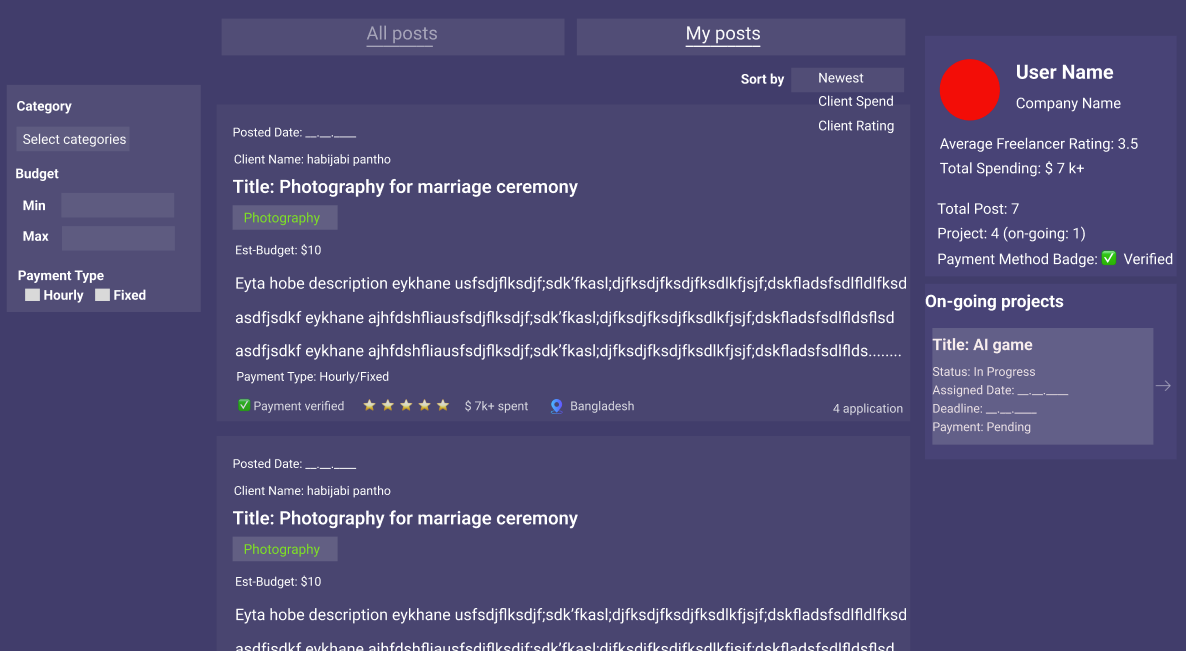 All posts
My posts
Sort by
Newest
Client Spend
Client Rating
Category
Select categories
Budget
Min
Max
Payment Type
Hourly
Fixed
Posted Date: __.__.____
Client Name: habijabi pantho
Title: Photography for marriage ceremony
Photography
Est-Budget: $10
Eyta hobe description eykhane usfsdjflksdjf;sdk’fkasl;djfksdjfksdjfksdlkfjsjf;dskfladsfsdlfldlfksd
asdfjsdkf eykhane ajhfdshfliausfsdjflksdjf;sdk’fkasl;djfksdjfksdjfksdlkfjsjf;dskfladsfsdlfldsflsd
asdfjsdkf eykhane ajhfdshfliausfsdjflksdjf;sdk’fkasl;djfksdjfksdjfksdlkfjsjf;dskfladsfsdlflds........
Payment Type: Hourly/Fixed
Payment verified
$ 7k+ spent
Bangladesh
4 application
Posted Date: __.__.____
Client Name: habijabi pantho
Title: Photography for marriage ceremony
Photography
Est-Budget: $10
Eyta hobe description eykhane usfsdjflksdjf;sdk’fkasl;djfksdjfksdjfksdlkfjsjf;dskfladsfsdlfldlfksd
asdfjsdkf eykhane ajhfdshfliausfsdjflksdjf;sdk’fkasl;djfksdjfksdjfksdlkfjsjf;dskfladsfsdlfldsflsd
User Name
Company Name
Average Freelancer Rating: 3.5
Total Spending: $ 7 k+
Total Post: 7
Project: 4 (on-going: 1)
Payment Method Badge: ✅ Verified
On-going projects
Title: AI game
Status: In Progress
Assigned Date: __.__.____
Deadline: __.__.____
Payment: Pending